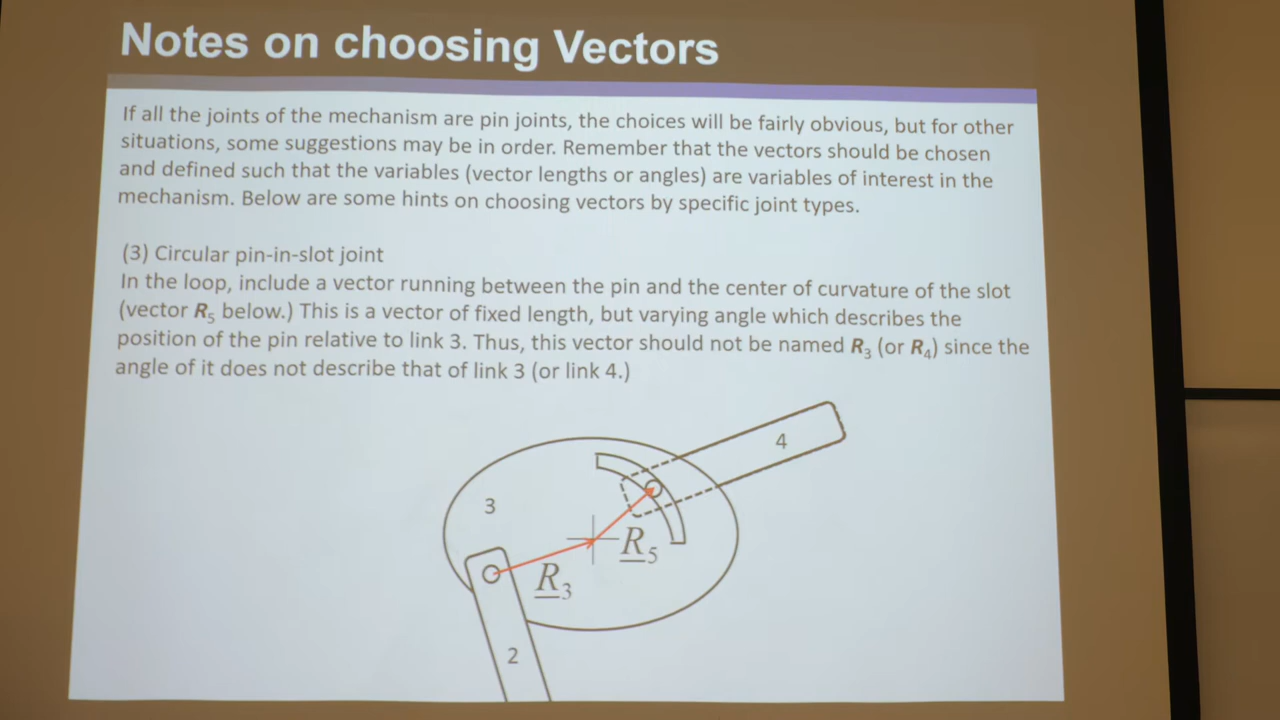 Notes on choosing Vectors
If all the joints of the mechanism are pin joints, the choices will be fairly obvious, but for other
situations, some suggestions may be in order. Remember that the vectors should be chosen
and defined such that the variables (vector lengths or angles) are variables of interest in the
mechanism. Below are some hints on choosing vectors by specific joint types.
(3) Circular pin-in-slot joint
In the loop, include a vector running between the pin and the center of curvature of the slot
(vector R5 below.) This is a vector of fixed length, but varying angle which describes the
position of the pin relative to link 3. Thus, this vector should not be named R3 (or R4) since the
angle of it does not describe that of link 3 (or link 4.)
4
3
R5
R3
2